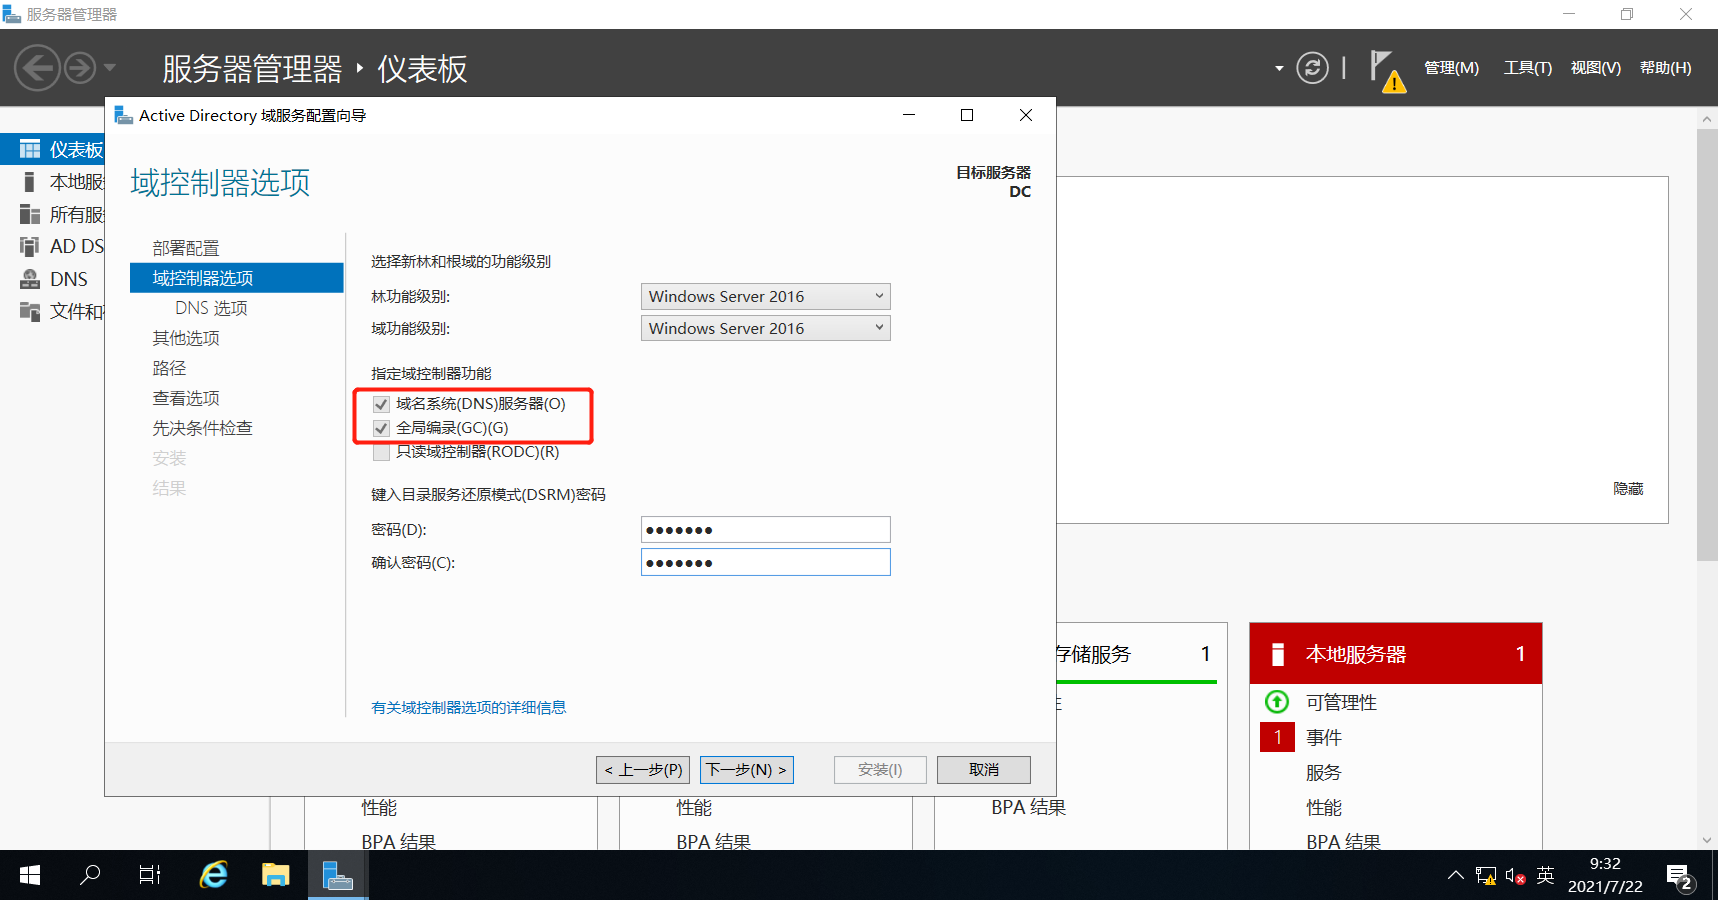 服务器管理器
服务器管理器 ‣ 仪表板
管理(M) 工具(T) 视图(V) 帮助(H)
Active Directory 域服务配置向导
仪表板
本地服
所有服
AD DS
DNS
文件和
域控制器选项
目标服务器
DC
部署配置
域控制器选项
DNS 选项
其他选项
路径
查看选项
先决条件检查
安装
结果
选择新林和根域的功能级别
林功能级别: Windows Server 2016
域功能级别: Windows Server 2016
指定域控制器功能
域名系统(DNS)服务器(O)
全局编录(GC)(G)
只读域控制器(RODC)(R)
键入目录服务还原模式(DSRM)密码
密码(D): ●●●●●●●
确认密码(C): ●●●●●●●
有关域控制器选项的详细信息
< 上一步(P) 下一步(N) > 安装(I) 取消
隐藏
存储服务 1
本地服务器 1
可管理性
1 事件
服务
性能
BPA 结果
性能
BPA 结果
性能
BPA 结果
BPA 结果
英
9:32
2021/7/22
2